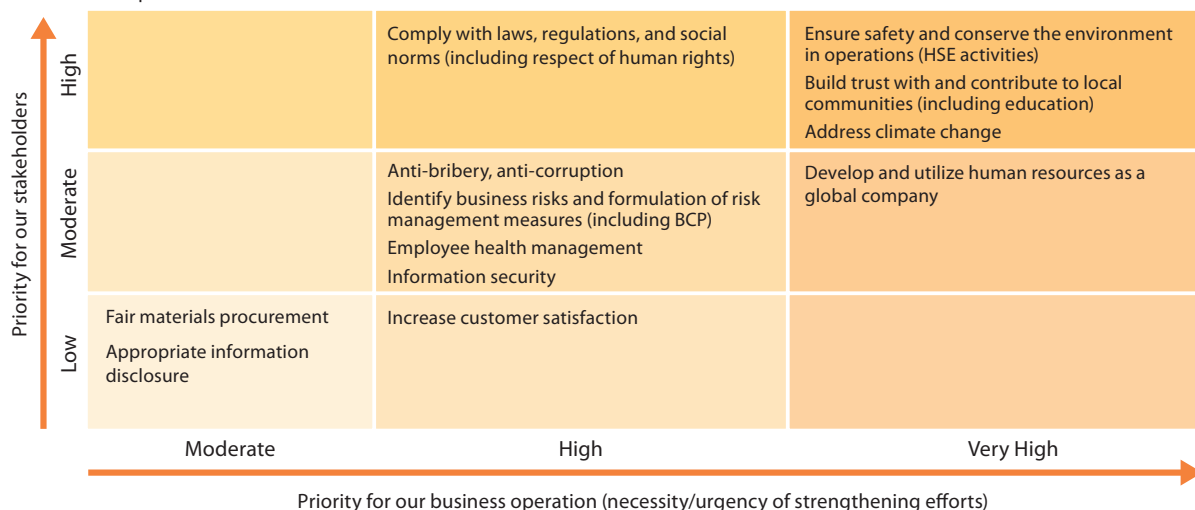 High
Comply with laws, regulations, and social
norms (including respect of human rights)
Ensure safety and conserve the environment
in operations (HSE activities)
Build trust with and contribute to local
communities (including education)
Address climate change
Priority for our stakeholders
Moderate
Anti-bribery, anti-corruption
Identify business risks and formulation of risk
management measures (including BCP)
Employee health management
Information security
Develop and utilize human resources as a
global company
Low
Fair materials procurement
Appropriate information
disclosure
Increase customer satisfaction
Moderate
High
Very High
Priority for our business operation (necessity/urgency of strengthening efforts)